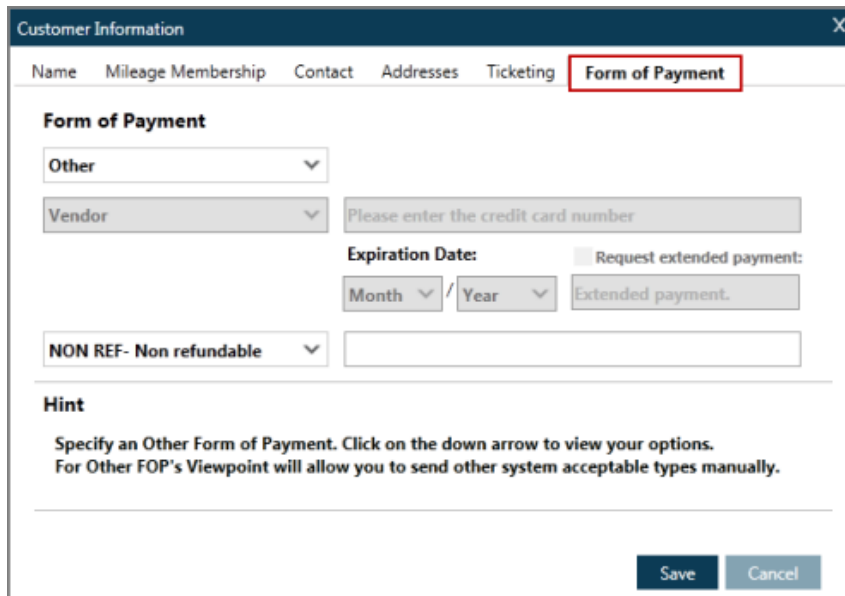 Customer Information X
Name Mileage Membership Contact Addresses Ticketing Form of Payment
Form of Payment
Other
Vendor Please enter the credit card number
Expiration Date: Request extended payment:
Month / Year Extended payment.
NON REF- Non refundable
Hint
Specify an Other Form of Payment. Click on the down arrow to view your options.
For Other FOP's Viewpoint will allow you to send other system acceptable types manually.
Save Cancel